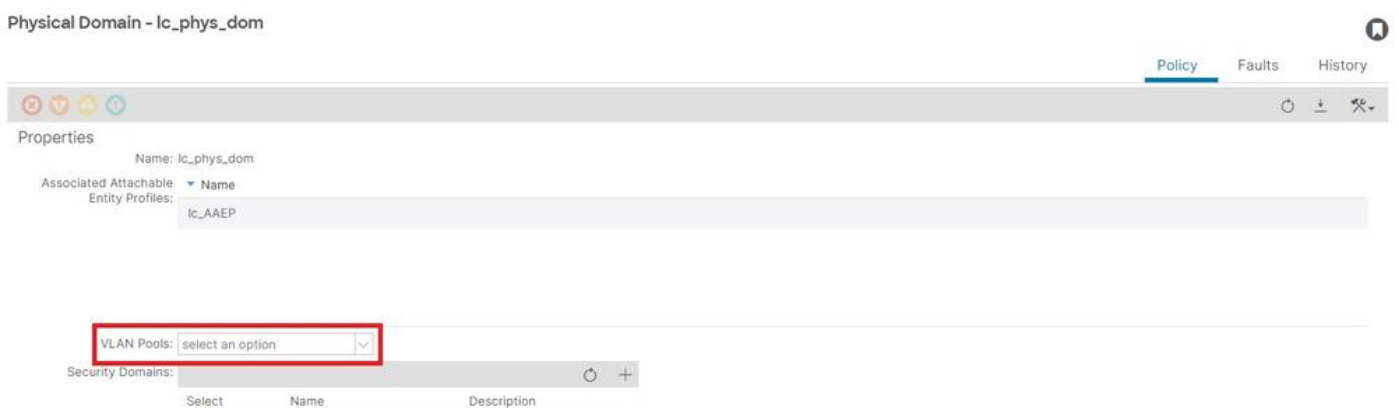 Physical Domain - lc_phys_dom
Policy Faults History
Properties
Name: lc_phys_dom
Associated Attachable Entity Profiles:
Name
lc_AAEP
VLAN Pools: select an option
Security Domains:
Select Name Description